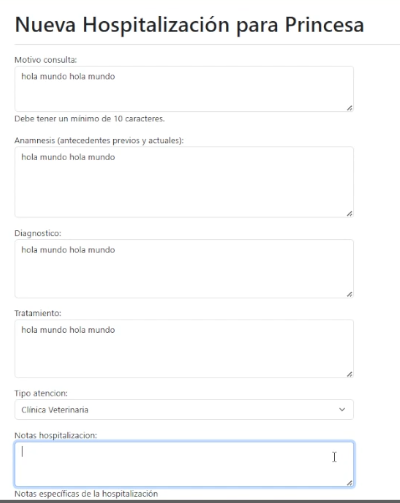 Nueva Hospitalización para Princesa
Motivo consulta:
hola mundo hola mundo
Debe tener un mínimo de 10 caracteres.
Anamnesis (antecedentes previos y actuales):
hola mundo hola mundo
Diagnostico:
hola mundo hola mundo
Tratamiento:
hola mundo hola mundo
Tipo atencion:
Clínica Veterinaria
Notas hospitalizacion:
Notas específicas de la hospitalización